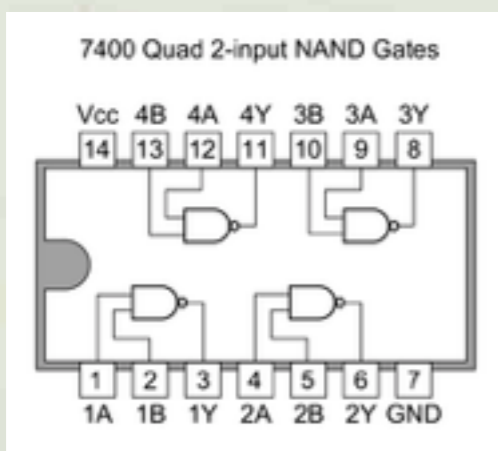 7400 Quad 2-input NAND Gates
Vcc 4B 4A 4Y 3B 3A 3Y
14 13 12 11 10 9 8
1 2 3 4 5 6 7
1A 1B 1Y 2A 2B 2Y GND